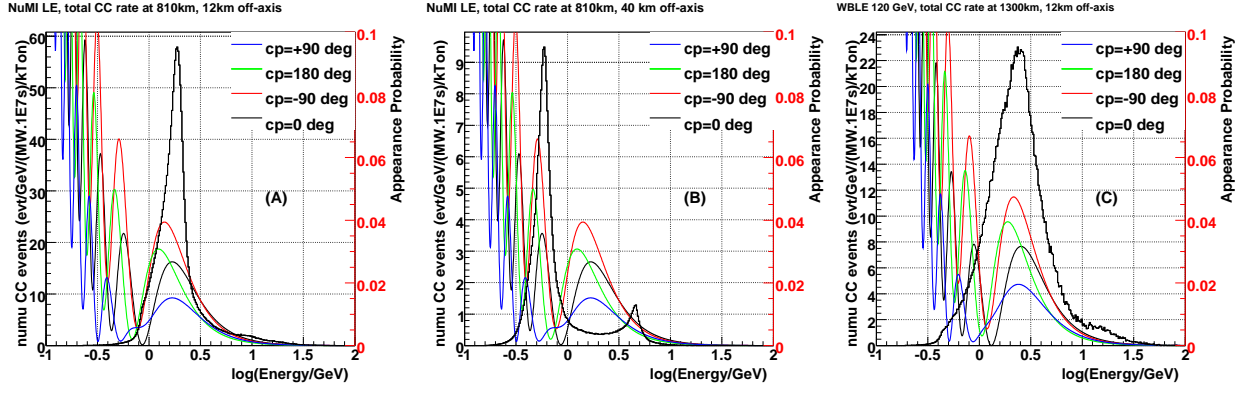 NuMI LE, total CC rate at 810km, 12km off-axis
numu CC events (evt/GeV/(MW.1E7s)/kTon)
60
50
40
30
20
10
0
cp=+90 deg
cp=180 deg
cp=-90 deg
cp=0 deg
(A)
0.1
0.08
0.06
0.04
0.02
0
Appearance Probability
-1 -0.5 0 0.5 1 1.5 2
log(Energy/GeV)
NuMI LE, total CC rate at 810km, 40 km off-axis
numu CC events (evt/GeV/(MW.1E7s)/kTon)
9
8
7
6
5
4
3
2
1
0
cp=+90 deg
cp=180 deg
cp=-90 deg
cp=0 deg
(B)
0.1
0.08
0.06
0.04
0.02
0
Appearance Probability
-1 -0.5 0 0.5 1 1.5 2
log(Energy/GeV)
WBLE 120 GeV, total CC rate at 1300km, 12km off-axis
numu CC events (evt/GeV/(MW.1E7s)/kTon)
24
22
20
18
16
14
12
10
8
6
4
2
0
cp=+90 deg
cp=180 deg
cp=-90 deg
cp=0 deg
(C)
0.1
0.08
0.06
0.04
0.02
0
Appearance Probability
-1 -0.5 0 0.5 1 1.5 2
log(Energy/GeV)